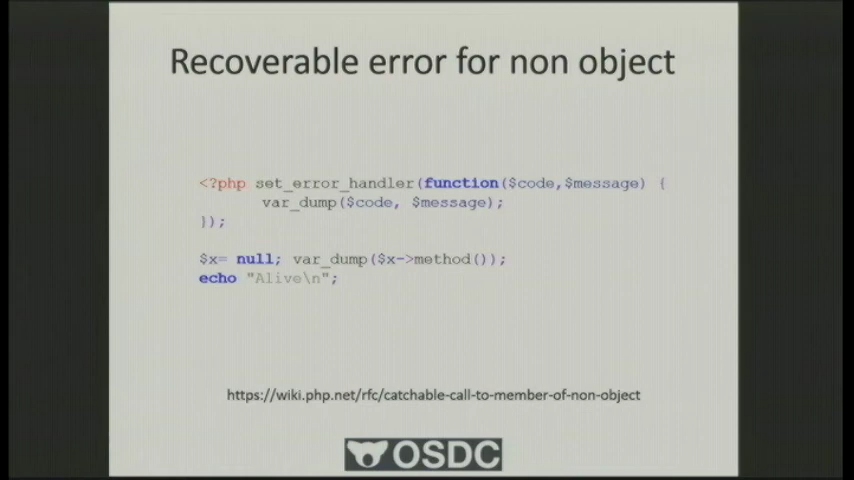 Recoverable error for non object
<?php set_error_handler(function($code,$message) {
var_dump($code, $message);
});
$x= null; var_dump($x->method());
echo "Alive\n";
https://wiki.php.net/rfc/catchable-call-to-member-of-non-object
OSDC